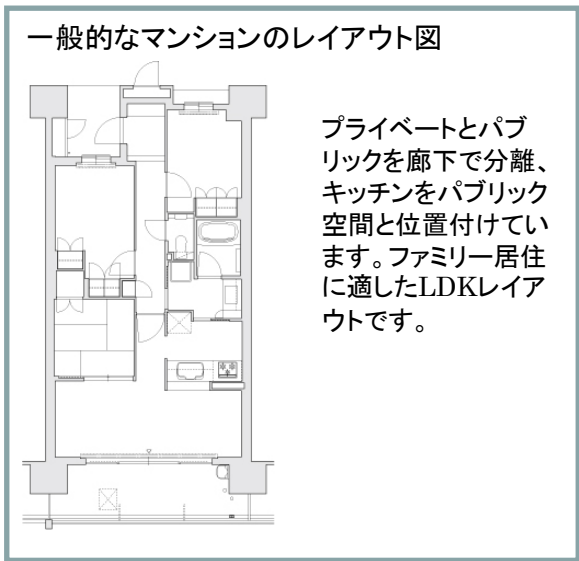 一般的なマンションのレイアウト図
プライベートとパブ
リックを廊下で分離、
キッチンをパブリック
空間と位置付けてい
ます。ファミリー居住
に適したLDKレイア
ウトです。